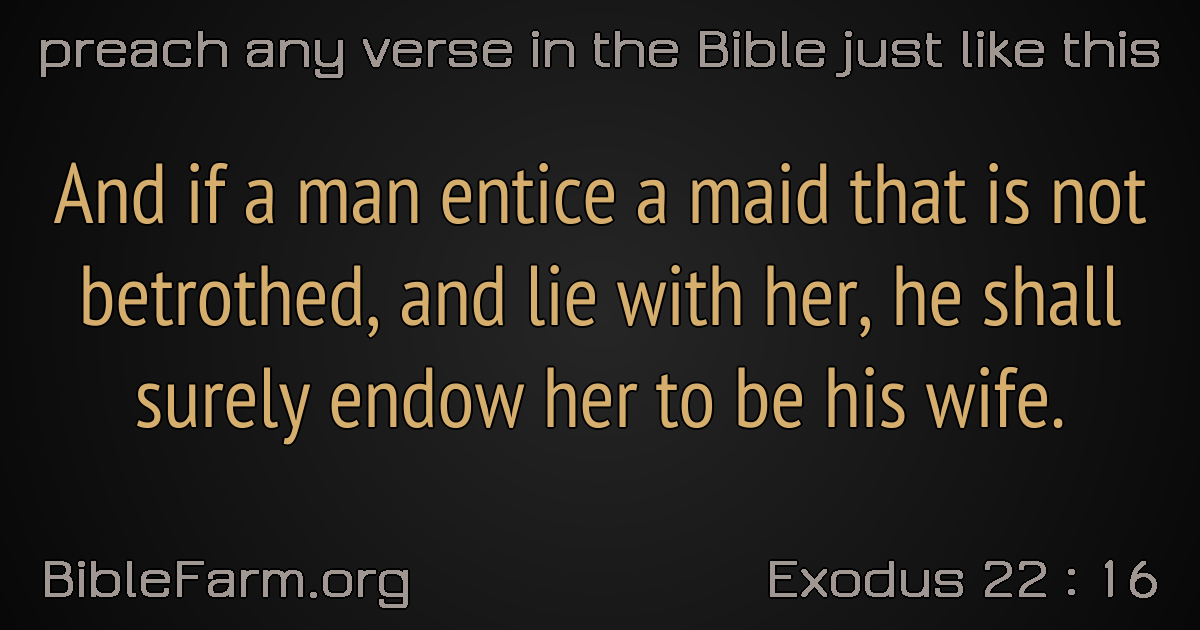 preach any verse in the Bible just like this
And if a man entice a maid that is not
betrothed, and lie with her, he shall
surely endow her to be his wife.
BibleFarm.org
Exodus 22 : 16